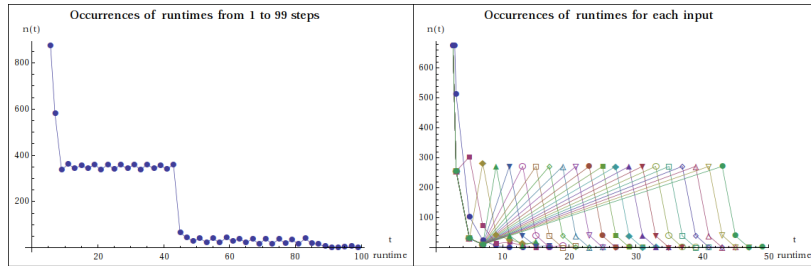 Occurrences of runtimes from 1 to 99 steps
n(t)
800
600
400
200
20 40 60 80 100
t
runtime
Occurrences of runtimes for each input
n(t)
600
500
400
300
200
100
10 20 30 40 50
t
runtime